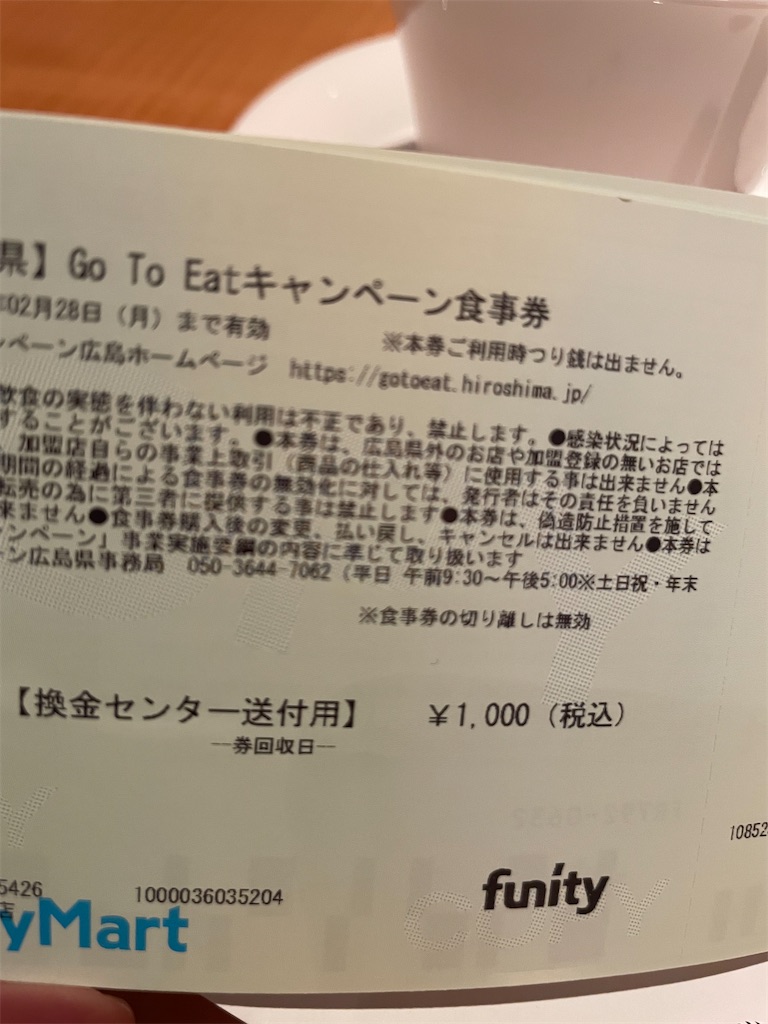 県】Go To Eatキャンペーン食事券
02月28日（月）まで有効
※本券ご利用時つり銭は出ません。
ペーン広島ホームページ https://gotoeat.hiroshima.jp/
飲食の実態を伴わない利用は不正であり、禁止します。●感染状況によっては
することがございます。●本券は、広島県外のお店や加盟登録の無いお店では
加盟店自らの事業上取引（商品の仕入れ等）に使用する事は出来ません●本
期間の経過による食事券の無効化に対しては、発行者はその責任を負いません
転売の為に第三者に提供する事は禁止します●本券は、偽造防止措置を施して
来ません●食事券購入後の変更、払い戻し、キャンセルは出来ません●本券は
ンペーン」事業実施要綱の内容に準じて取り扱います
ン広島県事務局 050-3644-7062（平日 午前9:30～午後5:00※土日祝・年末
※食事券の切り離しは無効
【換金センター送付用】 ￥1,000（税込）
--券回収日--
10852
5426 1000036035204
店
yMart
funity
COPY